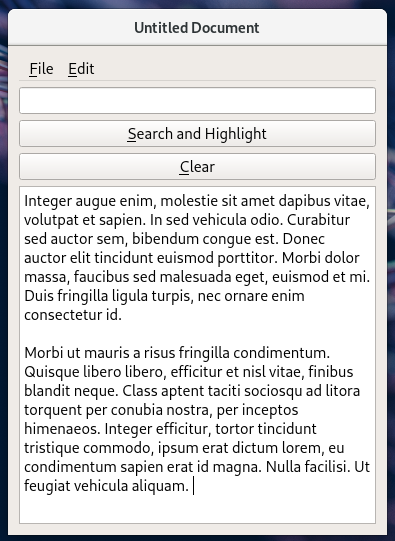 Untitled Document
File Edit
Search and Highlight
Clear
Integer augue enim, molestie sit amet dapibus vitae,
volutpat et sapien. In sed vehicula odio. Curabitur
sed auctor sem, bibendum congue est. Donec
auctor elit tincidunt euismod porttitor. Morbi dolor
massa, faucibus sed malesuada eget, euismod et mi.
Duis fringilla ligula turpis, nec ornare enim
consectetur id.

Morbi ut mauris a risus fringilla condimentum.
Quisque libero libero, efficitur et nisl vitae, finibus
blandit neque. Class aptent taciti sociosqu ad litora
torquent per conubia nostra, per inceptos
himenaeos. Integer efficitur, tortor tincidunt
tristique commodo, ipsum erat dictum lorem, eu
condimentum sapien erat id magna. Nulla facilisi. Ut
feugiat vehicula aliquam.